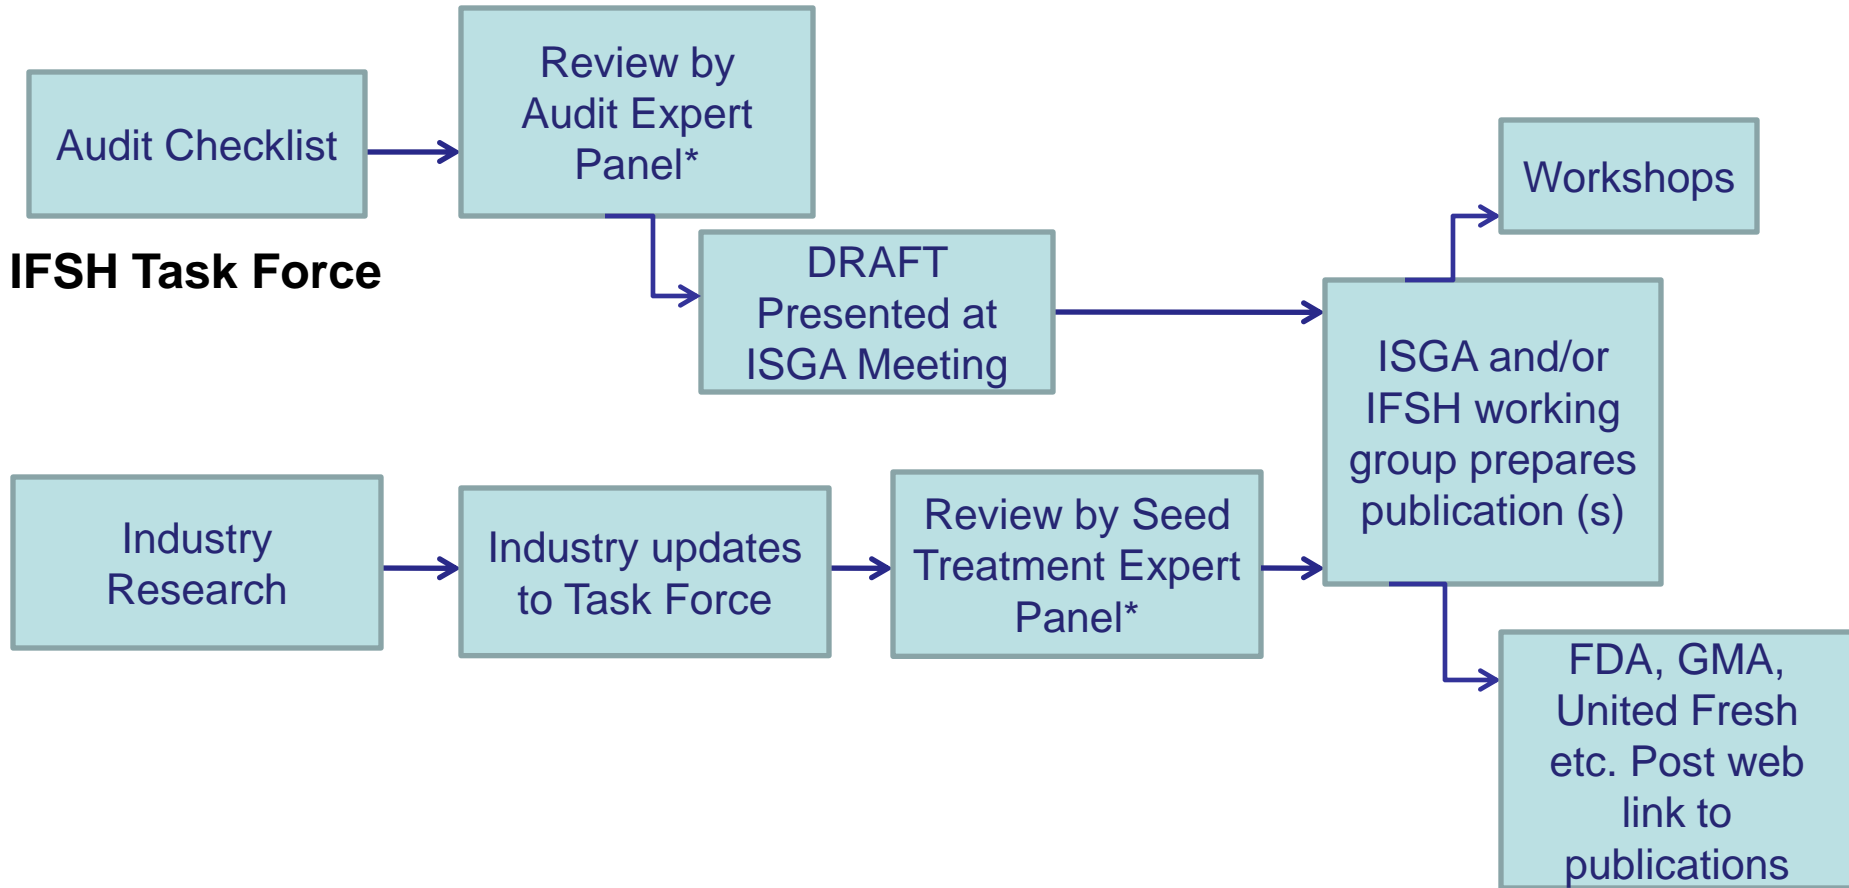 Audit Checklist
Review by
Audit Expert
Panel*
IFSH Task Force
DRAFT
Presented at
ISGA Meeting
Workshops
ISGA and/or
IFSH working
group prepares
publication (s)
Industry
Research
Industry updates
to Task Force
Review by Seed
Treatment Expert
Panel*
FDA, GMA,
United Fresh
etc. Post web
link to
publications